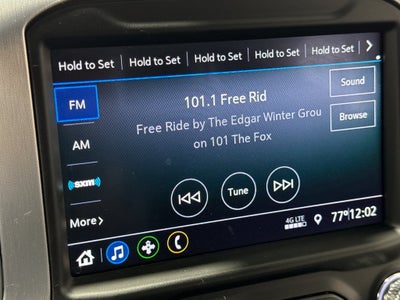 Hold to Set Hold to Set Hold to Set Hold to Set Hold to Set
FM
101.1 Free Rid
Sound
Free Ride by The Edgar Winter Grou
Browse
AM
on 101 The Fox
SXM
Tune
More
4G LTE
77° 12:02